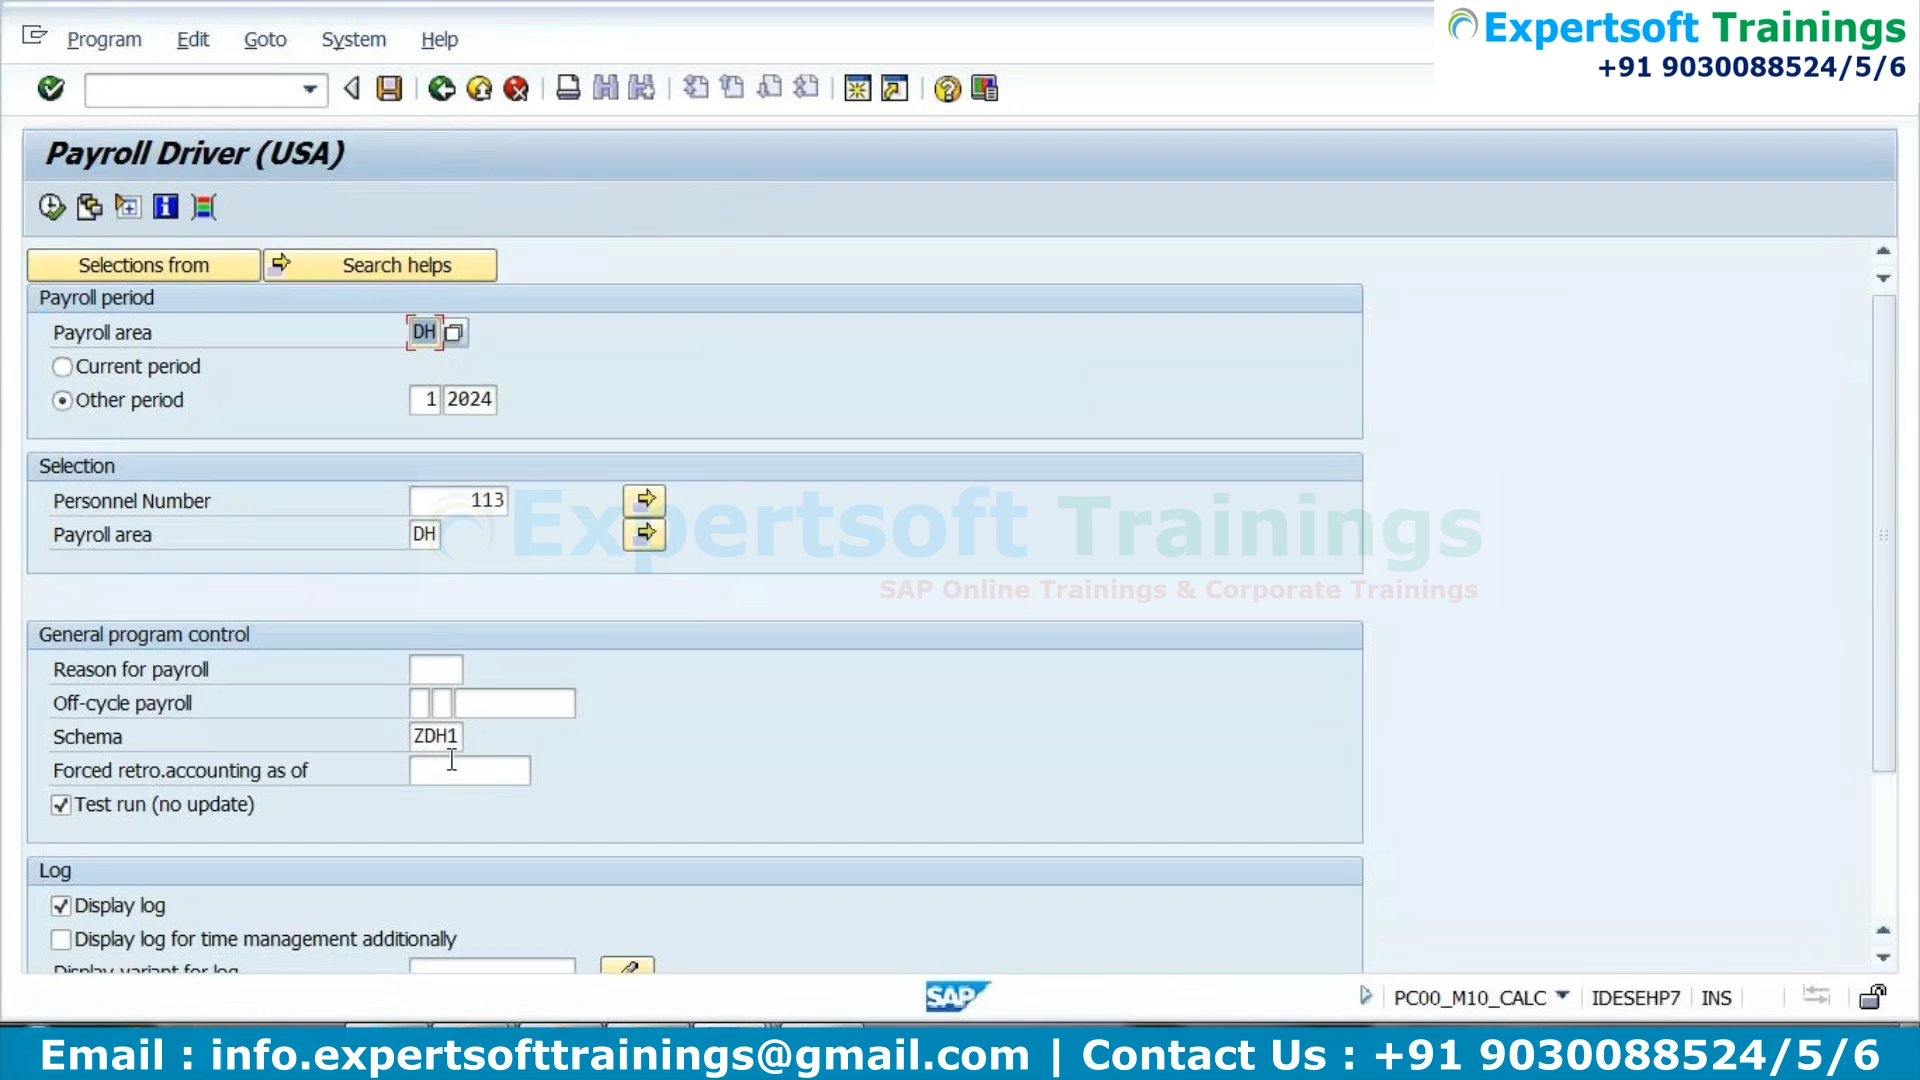 Expertsoft Trainings
+91 9030088524/5/6
Program Edit Goto System Help
Payroll Driver (USA)
Selections from Search helps
Payroll period
Payroll area DH
Current period
Other period 1 2024
Selection
Personnel Number 113
Payroll area DH
Expertsoft Trainings
SAP Online Trainings & Corporate Trainings
General program control
Reason for payroll
Off-cycle payroll
Schema ZDH1
Forced retro.accounting as of
Test run (no update)
Log
Display log
Display log for time management additionally
Display variant for log
SAP PC00_M10_CALC IDESEHP7 INS
Email : info.expertsofttrainings@gmail.com | Contact Us : +91 9030088524/5/6